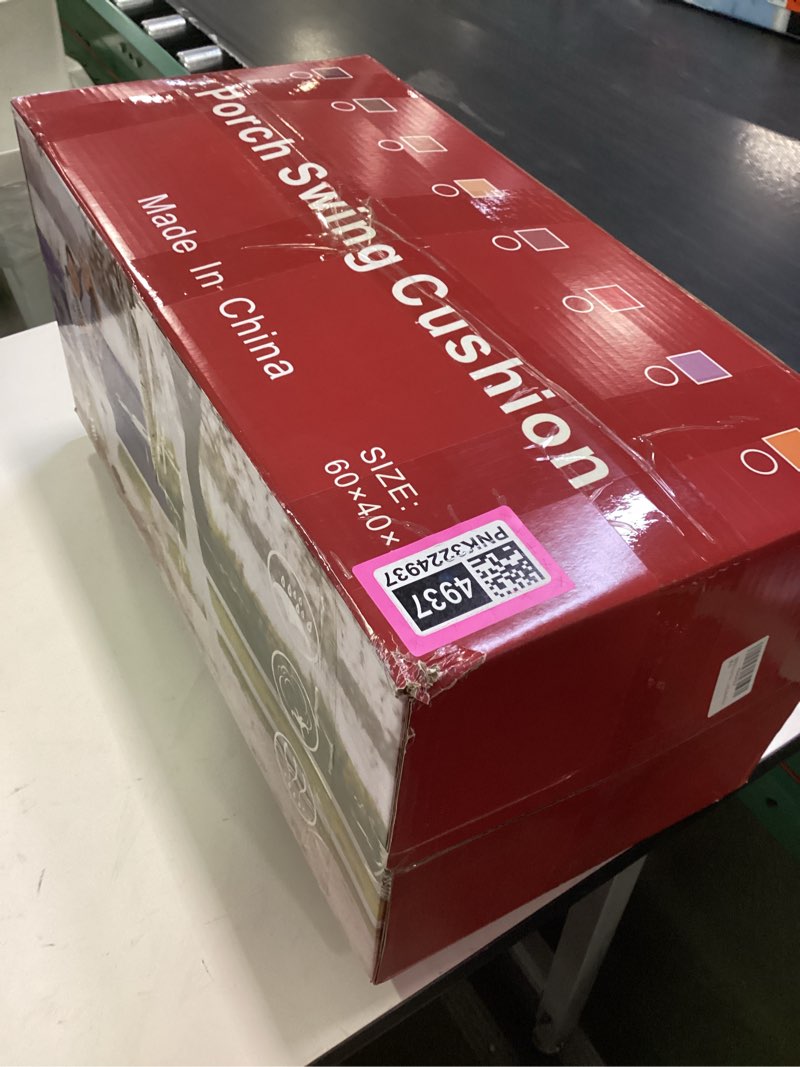 Porch Swing Cushion
Made In China
SIZE:
60×40×
PNK3224937
4937